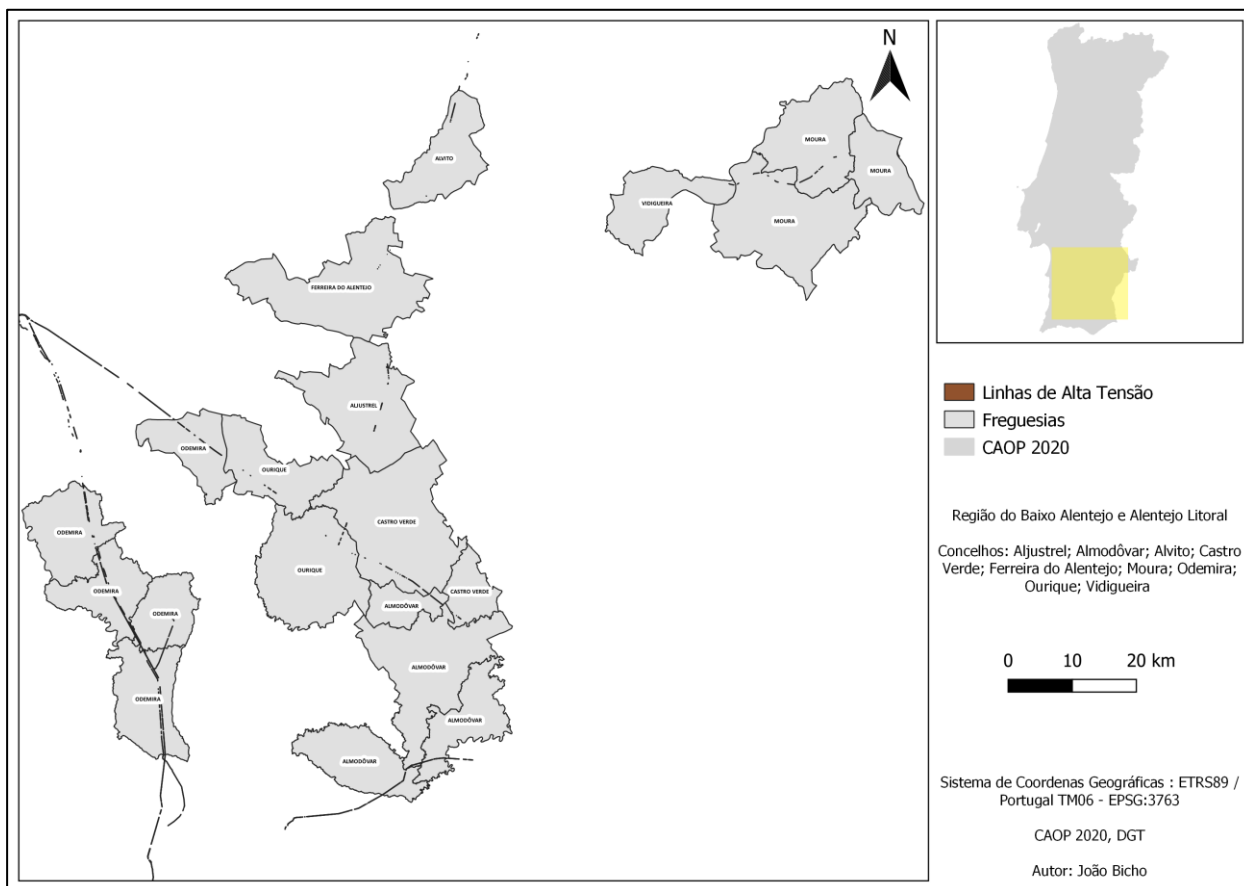 N
ALVITO
MOURA
MOURA
VIDIGUEIRA
MOURA
FERREIRA DO ALENTEJO
ALJUSTREL
ODEMIRA
OURIQUE
CASTRO VERDE
ODEMIRA
OURIQUE
ODEMIRA
CASTRO VERDE
ALMODÔVAR
ODEMIRA
ALMODÔVAR
ODEMIRA
ALMODÔVAR
ALMODÔVAR
Linhas de Alta Tensão
Freguesias
CAOP 2020
Região do Baixo Alentejo e Alentejo Litoral
Concelhos: Aljustrel; Almodôvar; Alvito; Castro
Verde; Ferreira do Alentejo; Moura; Odemira;
Ourique; Vidigueira
0 10 20 km
Sistema de Coordenas Geográficas : ETRS89 /
Portugal TM06 - EPSG:3763
CAOP 2020, DGT
Autor: João Bicho